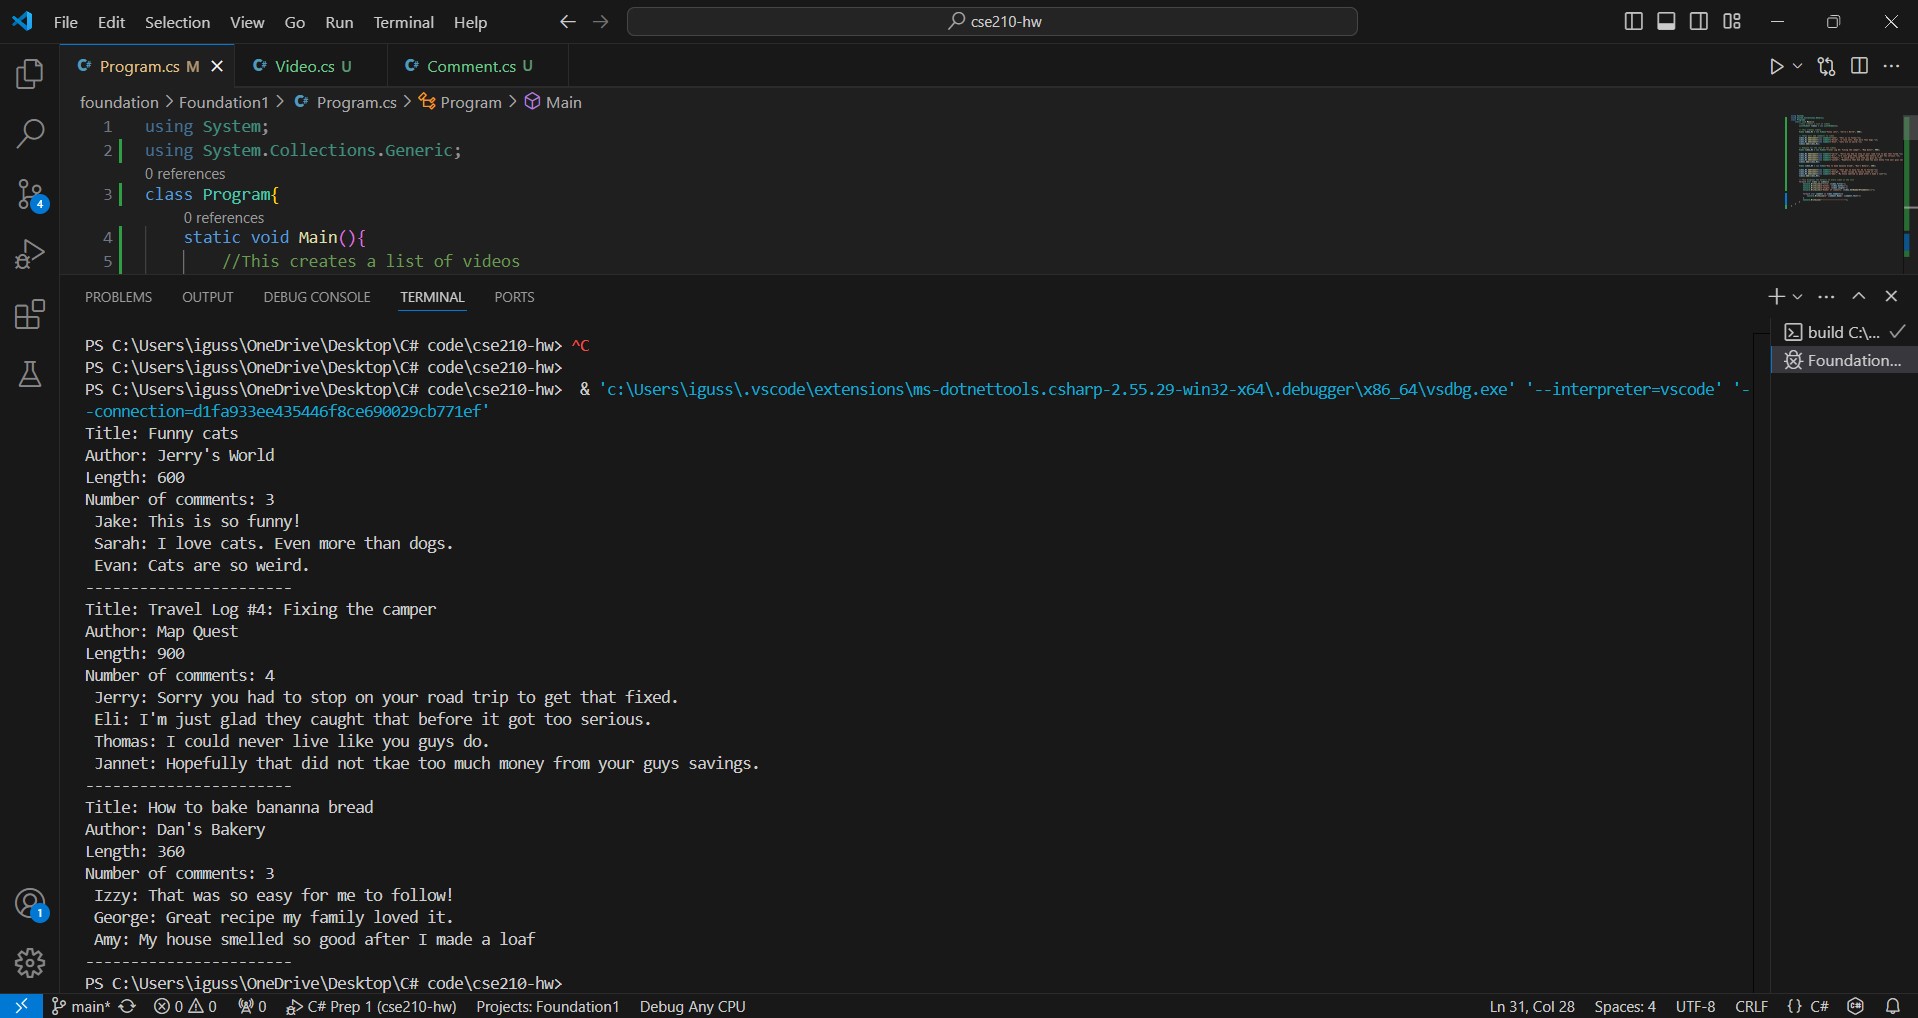 File Edit Selection View Go Run Terminal Help
cse210-hw
Program.cs M
Video.cs U
Comment.cs U
foundation > Foundation1 > Program.cs > Program > Main
1 using System;
2 using System.Collections.Generic;
0 references
3 class Program{
0 references
4 static void Main(){
5 //This creates a list of videos
4
PROBLEMS OUTPUT DEBUG CONSOLE TERMINAL PORTS
build C:\...
Foundation...
PS C:\Users\iguss\OneDrive\Desktop\C# code\cse210-hw> ^C
PS C:\Users\iguss\OneDrive\Desktop\C# code\cse210-hw>
PS C:\Users\iguss\OneDrive\Desktop\C# code\cse210-hw>  & 'c:\Users\iguss\.vscode\extensions\ms-dotnettools.csharp-2.55.29-win32-x64\.debugger\x86_64\vsdbg.exe' '--interpreter=vscode' '-
-connection=d1fa933ee435446f8ce690029cb771ef'
Title: Funny cats
Author: Jerry's World
Length: 600
Number of comments: 3
Jake: This is so funny!
Sarah: I love cats. Even more than dogs.
Evan: Cats are so weird.
-----------------------
Title: Travel Log #4: Fixing the camper
Author: Map Quest
Length: 900
Number of comments: 4
Jerry: Sorry you had to stop on your road trip to get that fixed.
Eli: I'm just glad they caught that before it got too serious.
Thomas: I could never live like you guys do.
Jannet: Hopefully that did not tkae too much money from your guys savings.
-----------------------
Title: How to bake bananna bread
Author: Dan's Bakery
Length: 360
Number of comments: 3
Izzy: That was so easy for me to follow!
George: Great recipe my family loved it.
Amy: My house smelled so good after I made a loaf
-----------------------
PS C:\Users\iguss\OneDrive\Desktop\C# code\cse210-hw>
1
main* 0 0 0 C# Prep 1 (cse210-hw) Projects: Foundation1 Debug Any CPU Ln 31, Col 28 Spaces: 4 UTF-8 CRLF {} C#